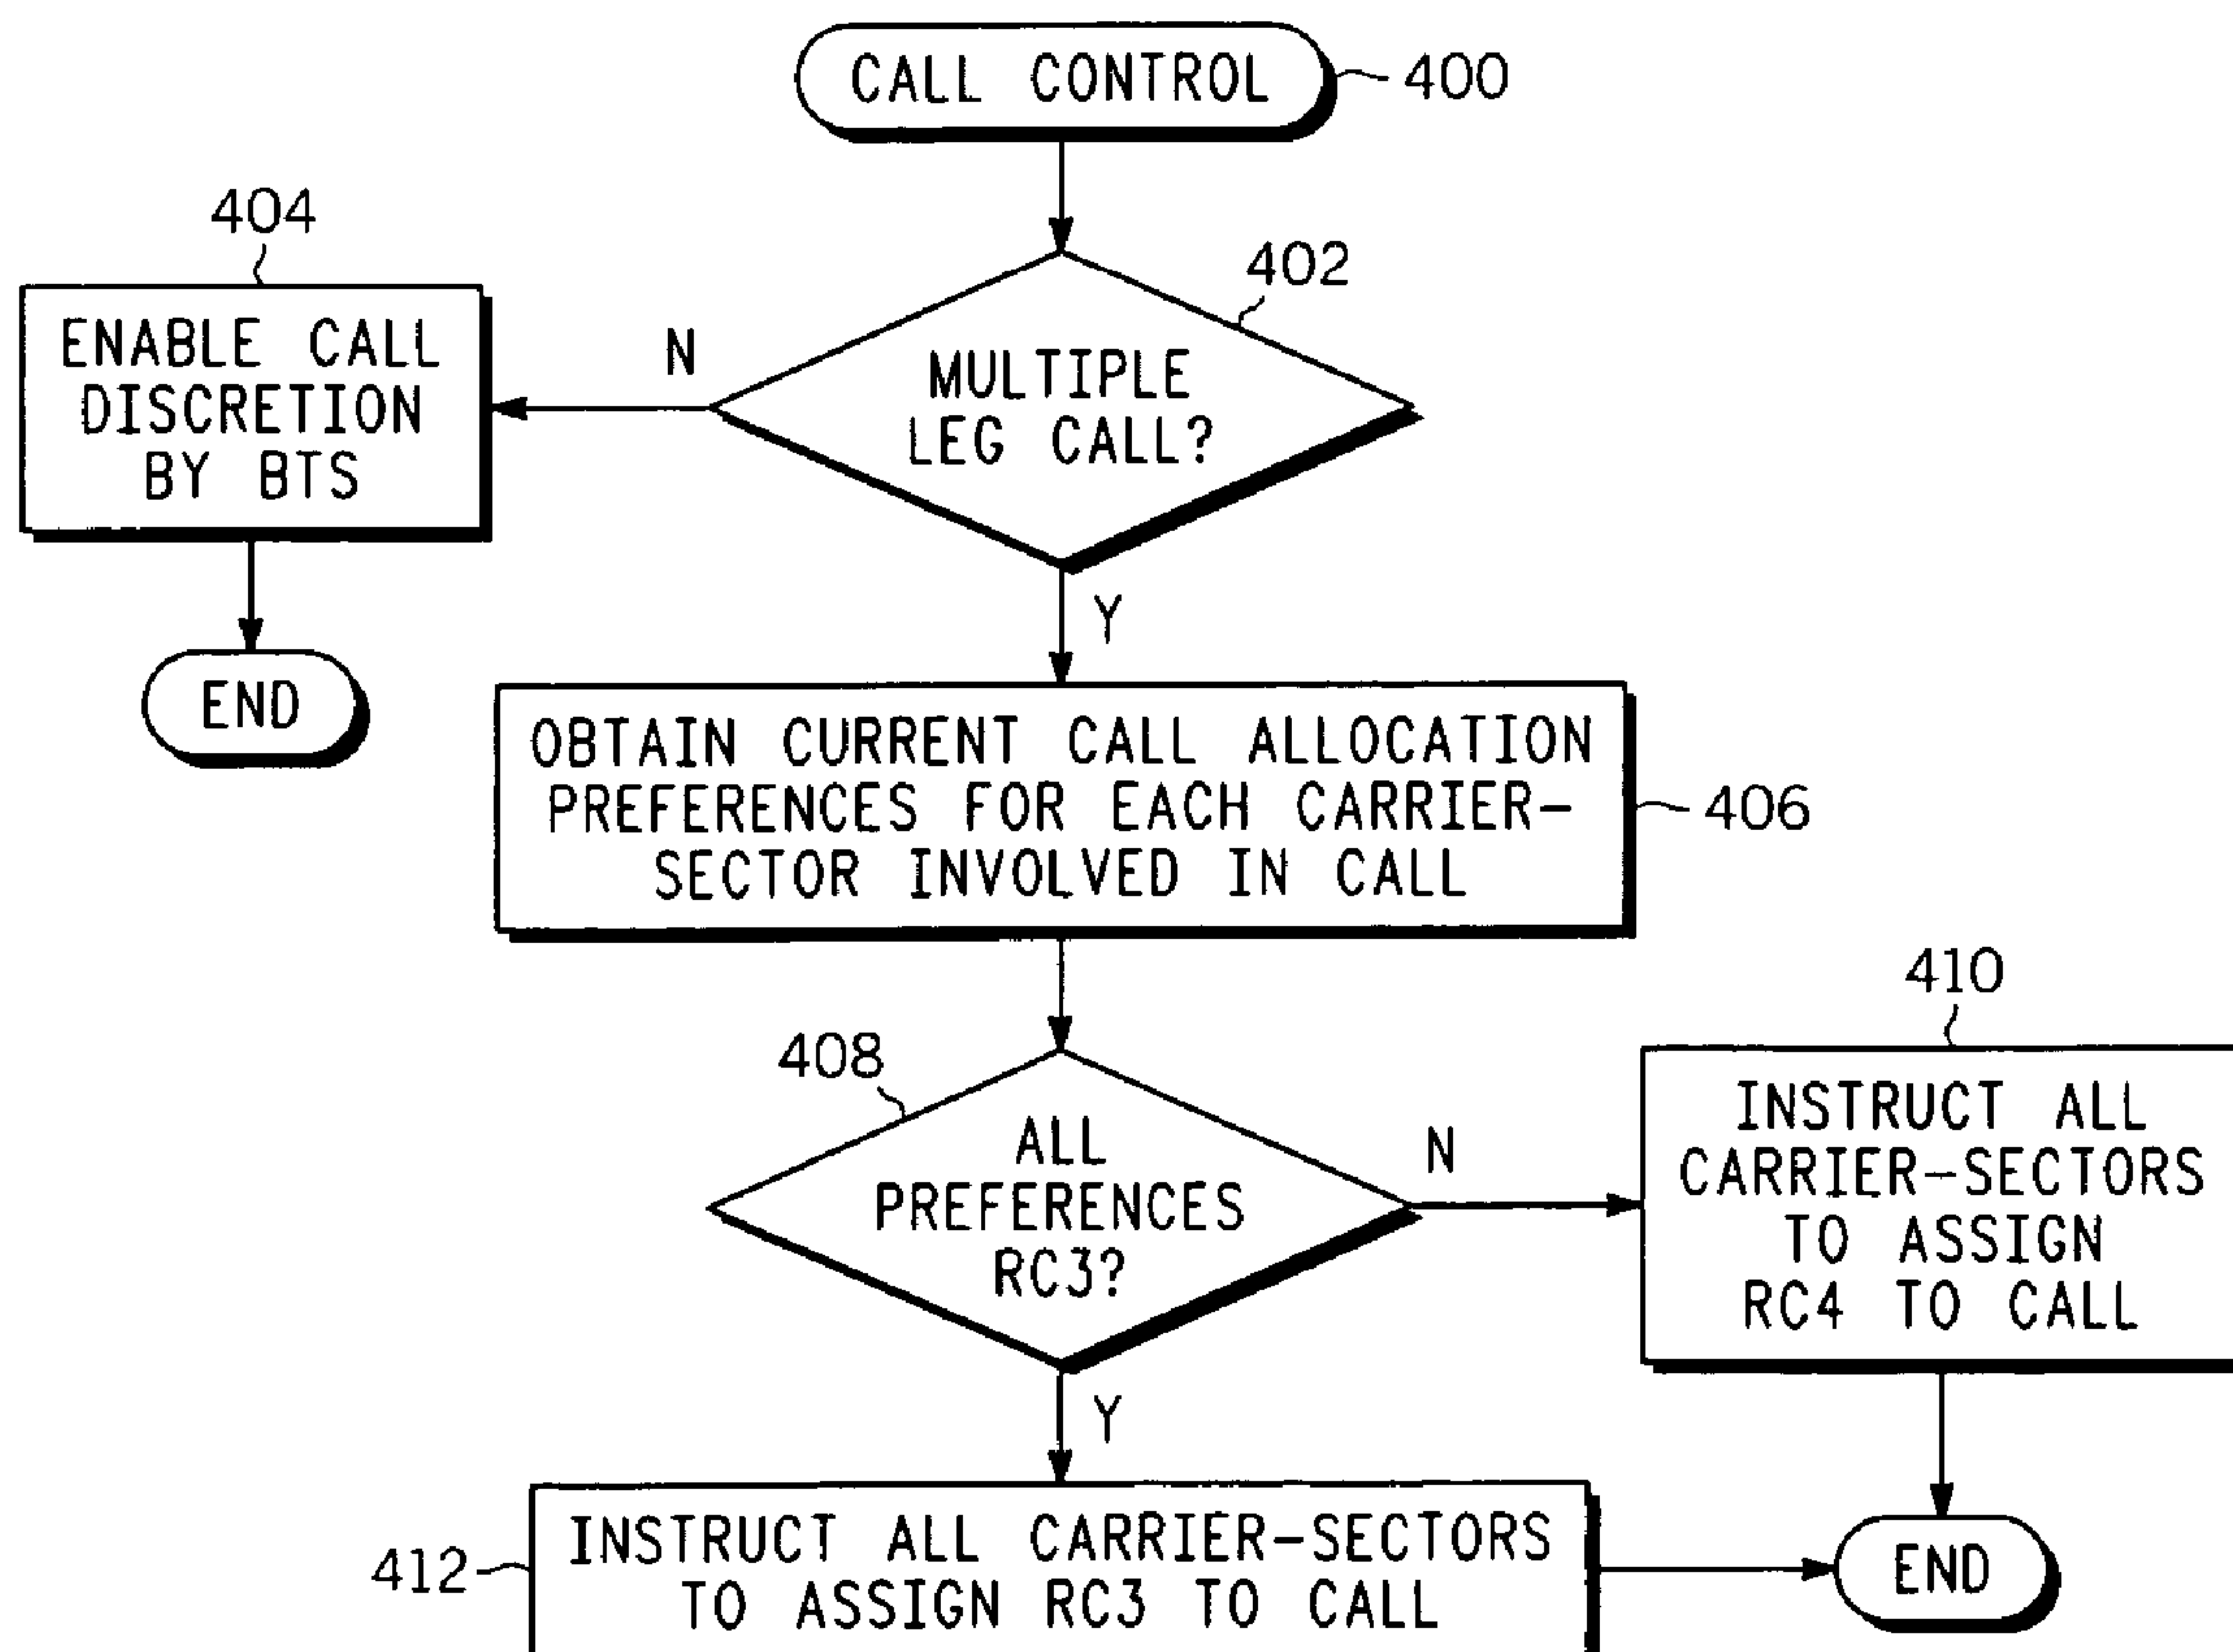 CALL CONTROL
400
404
402
ENABLE CALL
DISCRETION
BY BTS
N
MULTIPLE
LEG CALL?
Y
END
OBTAIN CURRENT CALL ALLOCATION
PREFERENCES FOR EACH CARRIER-
SECTOR INVOLVED IN CALL
406
408
410
ALL
PREFERENCES
RC3?
N
INSTRUCT ALL
CARRIER-SECTORS
TO ASSIGN
RC4 TO CALL
Y
412
INSTRUCT ALL CARRIER-SECTORS
TO ASSIGN RC3 TO CALL
END